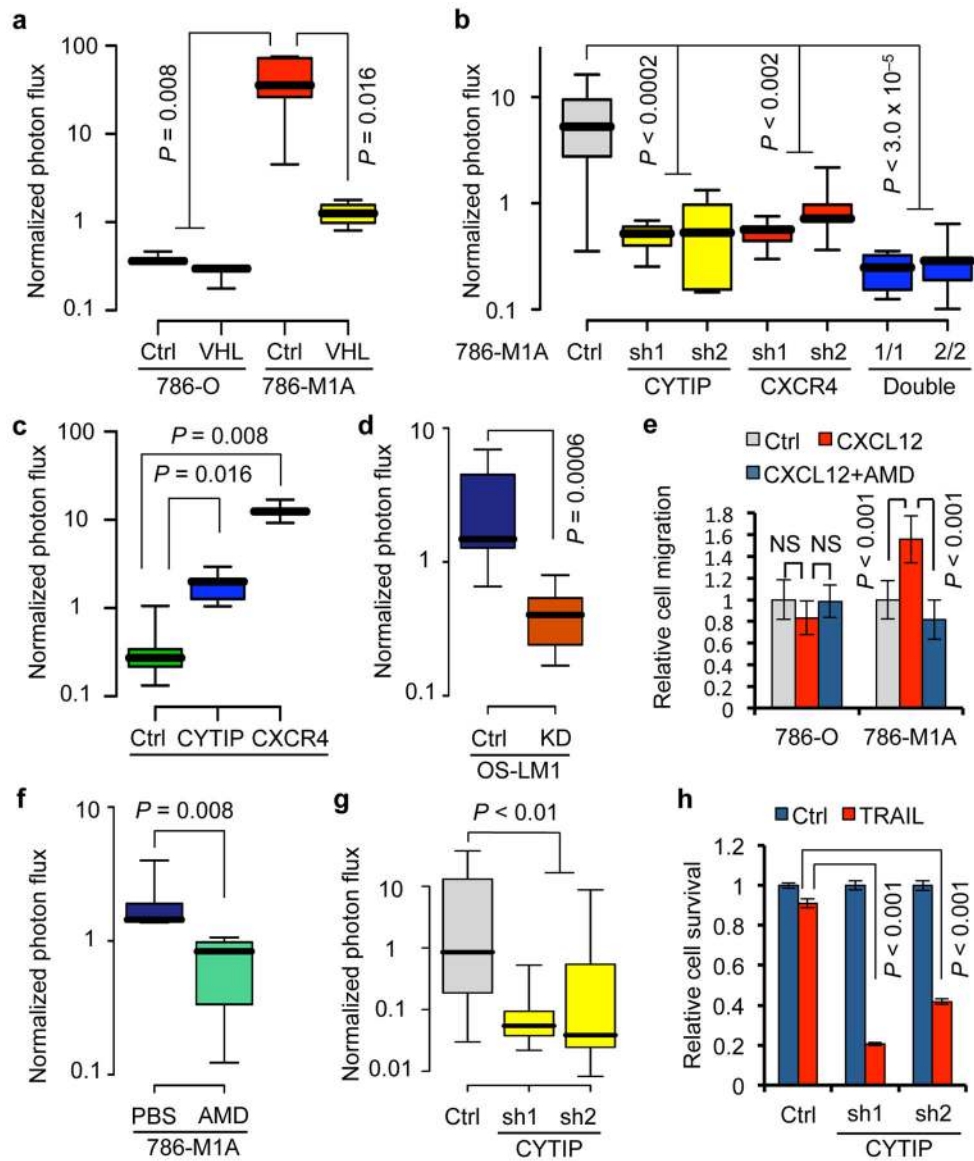 a
Normalized photon flux
100
10
1
0.1
P = 0.008
P = 0.016
Ctrl VHL Ctrl VHL
786-O 786-M1A
b
Normalized photon flux
10
1
0.1
P < 0.0002
P < 0.002
P < 3.0 x 10⁻⁵
786-M1A Ctrl sh1 sh2 sh1 sh2 1/1 2/2
CYTIP CXCR4 Double
c
Normalized photon flux
100
10
1
0.1
P = 0.008
P = 0.016
Ctrl CYTIP CXCR4
d
Normalized photon flux
10
1
0.1
P = 0.0006
Ctrl KD
OS-LM1
e
Ctrl CXCL12
CXCL12+AMD
Relative cell migration
1.8
1.6
1.4
1.2
1
0.8
0.6
0.4
0.2
0
NS NS
P < 0.001
P < 0.001
786-O 786-M1A
f
Normalized photon flux
10
1
0.1
P = 0.008
PBS AMD
786-M1A
g
Normalized photon flux
10
1
0.1
0.01
P < 0.01
Ctrl sh1 sh2
CYTIP
h
Ctrl TRAIL
Relative cell survival
1.2
1
0.8
0.6
0.4
0.2
0
P < 0.001
P < 0.001
Ctrl sh1 sh2
CYTIP